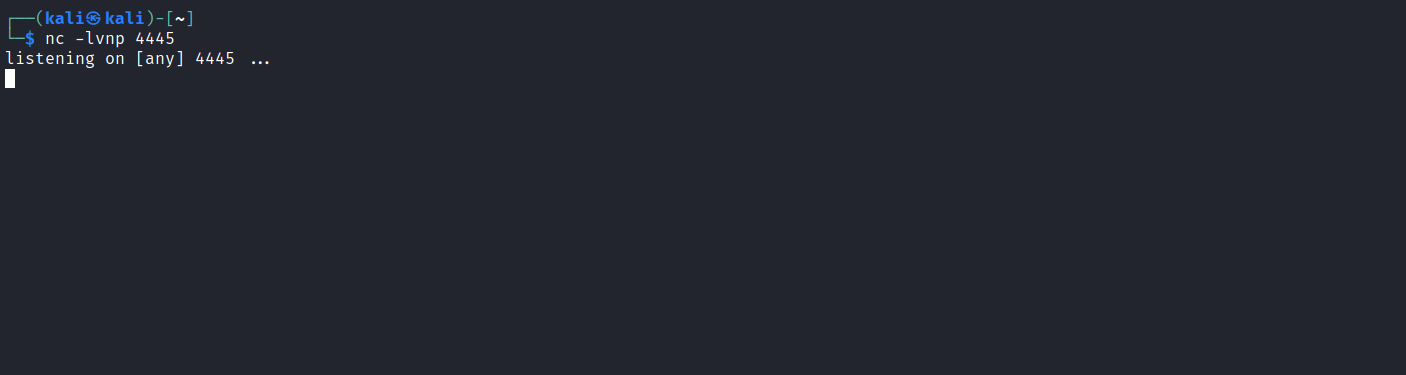 ┌──(kali㉿kali)-[~]
└─$ nc -lvnp 4445
listening on [any] 4445 ...